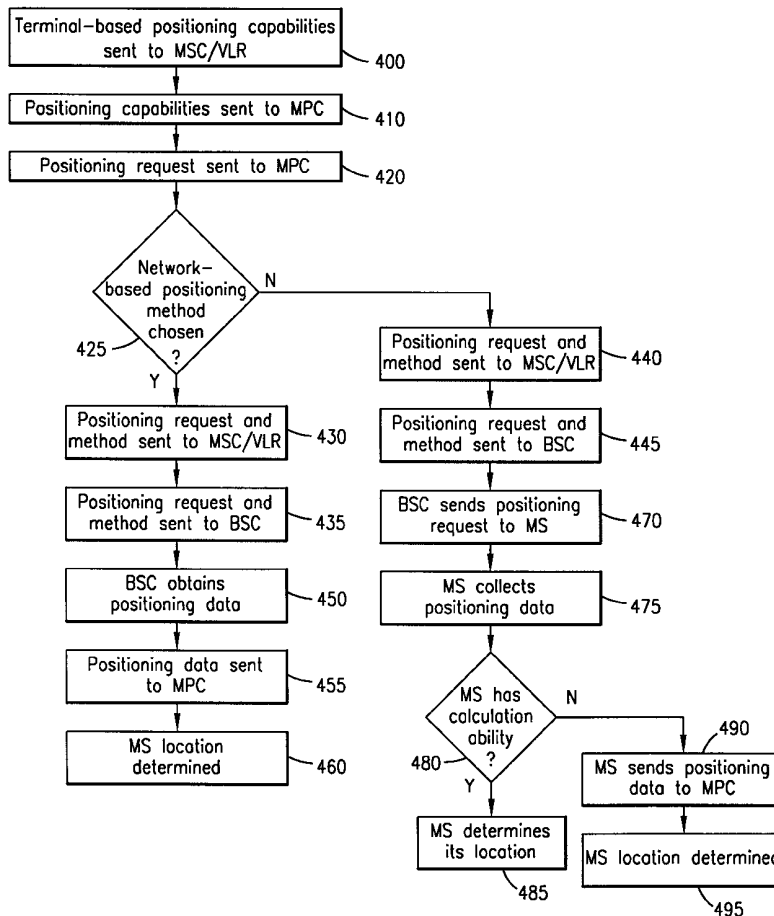 Terminal-based positioning capabilities
sent to MSC/VLR
400
Positioning capabilities sent to MPC
410
Positioning request sent to MPC
420
Network-
based positioning
method
chosen
?
425
N
Y
Positioning request and
method sent to MSC/VLR
430
Positioning request and
method sent to BSC
435
BSC obtains
positioning data
450
Positioning data sent
to MPC
455
MS location
determined
460
Positioning request and
method sent to MSC/VLR
440
Positioning request and
method sent to BSC
445
BSC sends positioning
request to MS
470
MS collects
positioning data
475
MS has
calculation
ability
?
480
N
Y
MS determines
its location
485
490
MS sends positioning
data to MPC
MS location determined
495